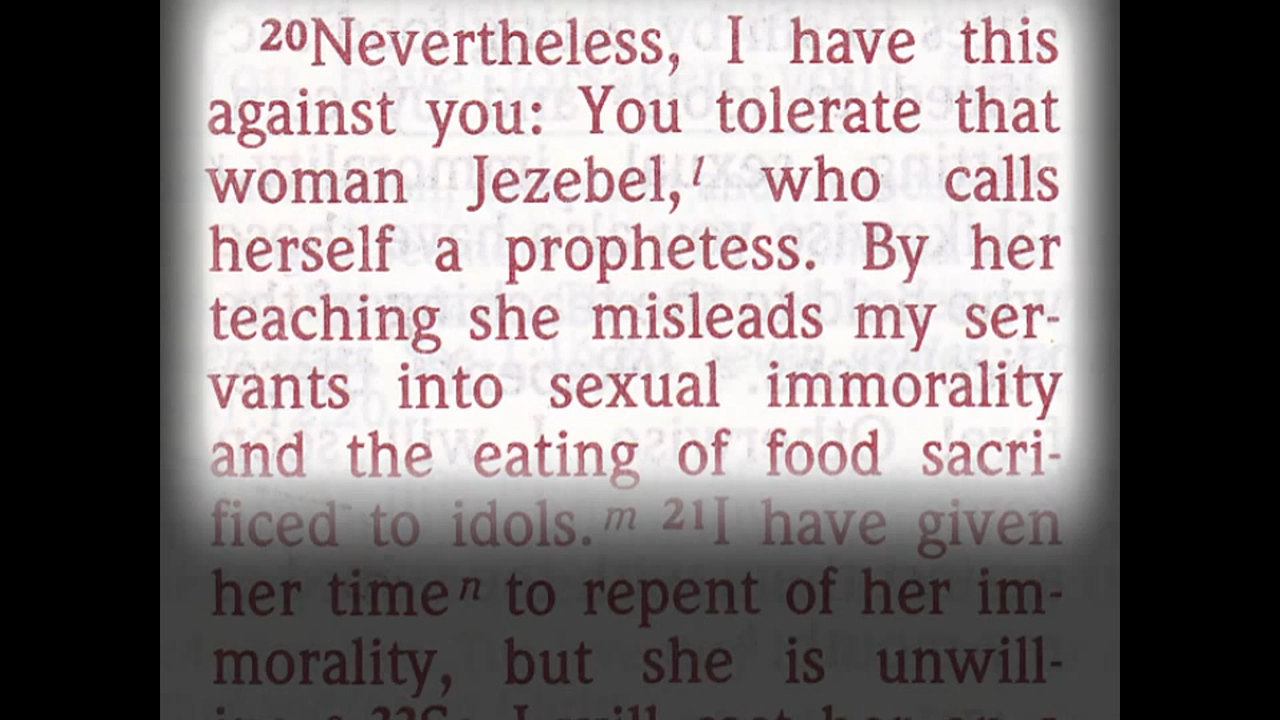 20Nevertheless, I have this
against you: You tolerate that
woman Jezebel,l who calls
herself a prophetess. By her
teaching she misleads my ser-
vants into sexual immorality
and the eating of food sacri-
ficed to idols.m 21I have given
her timen to repent of her im-
morality, but she is unwill-